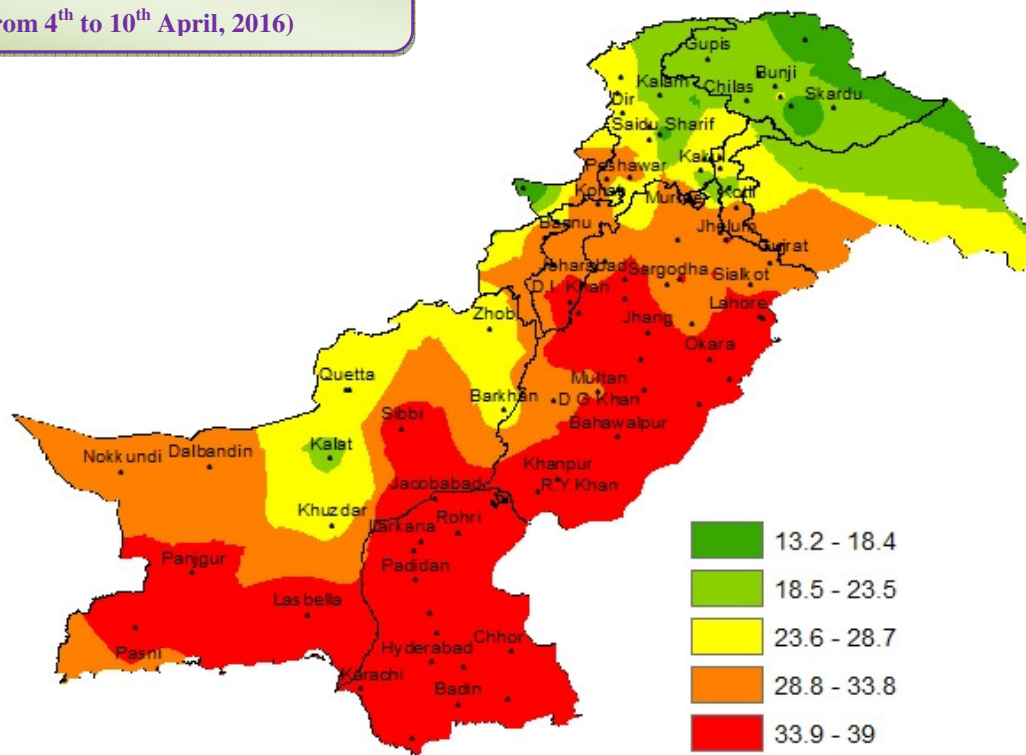 rom 4th to 10th April, 2016)
Gupis
Bunji
Kalam
Chilas
Skardu
Dir
Saidu Sharif
Kakul
Peshawar
Kohat
Murree
Kotli
Bannu
Jhelum
Gujrat
Sargodha
Sialkot
D.I. Khan
Lahore
Zhob
Jhang
Okara
Quetta
Multan
Barkhan
D G Khan
Sibbi
Bahawalpur
Kalat
Nokkundi
Dalbandin
Khanpur
Jacobabad
R.Y.Khan
Khuzdar
Rohri
Larkana
Panjgur
Padidan
Lasbella
Pasni
Hyderabad
Chhor
Karachi
Badin
13.2 - 18.4
18.5 - 23.5
23.6 - 28.7
28.8 - 33.8
33.9 - 39